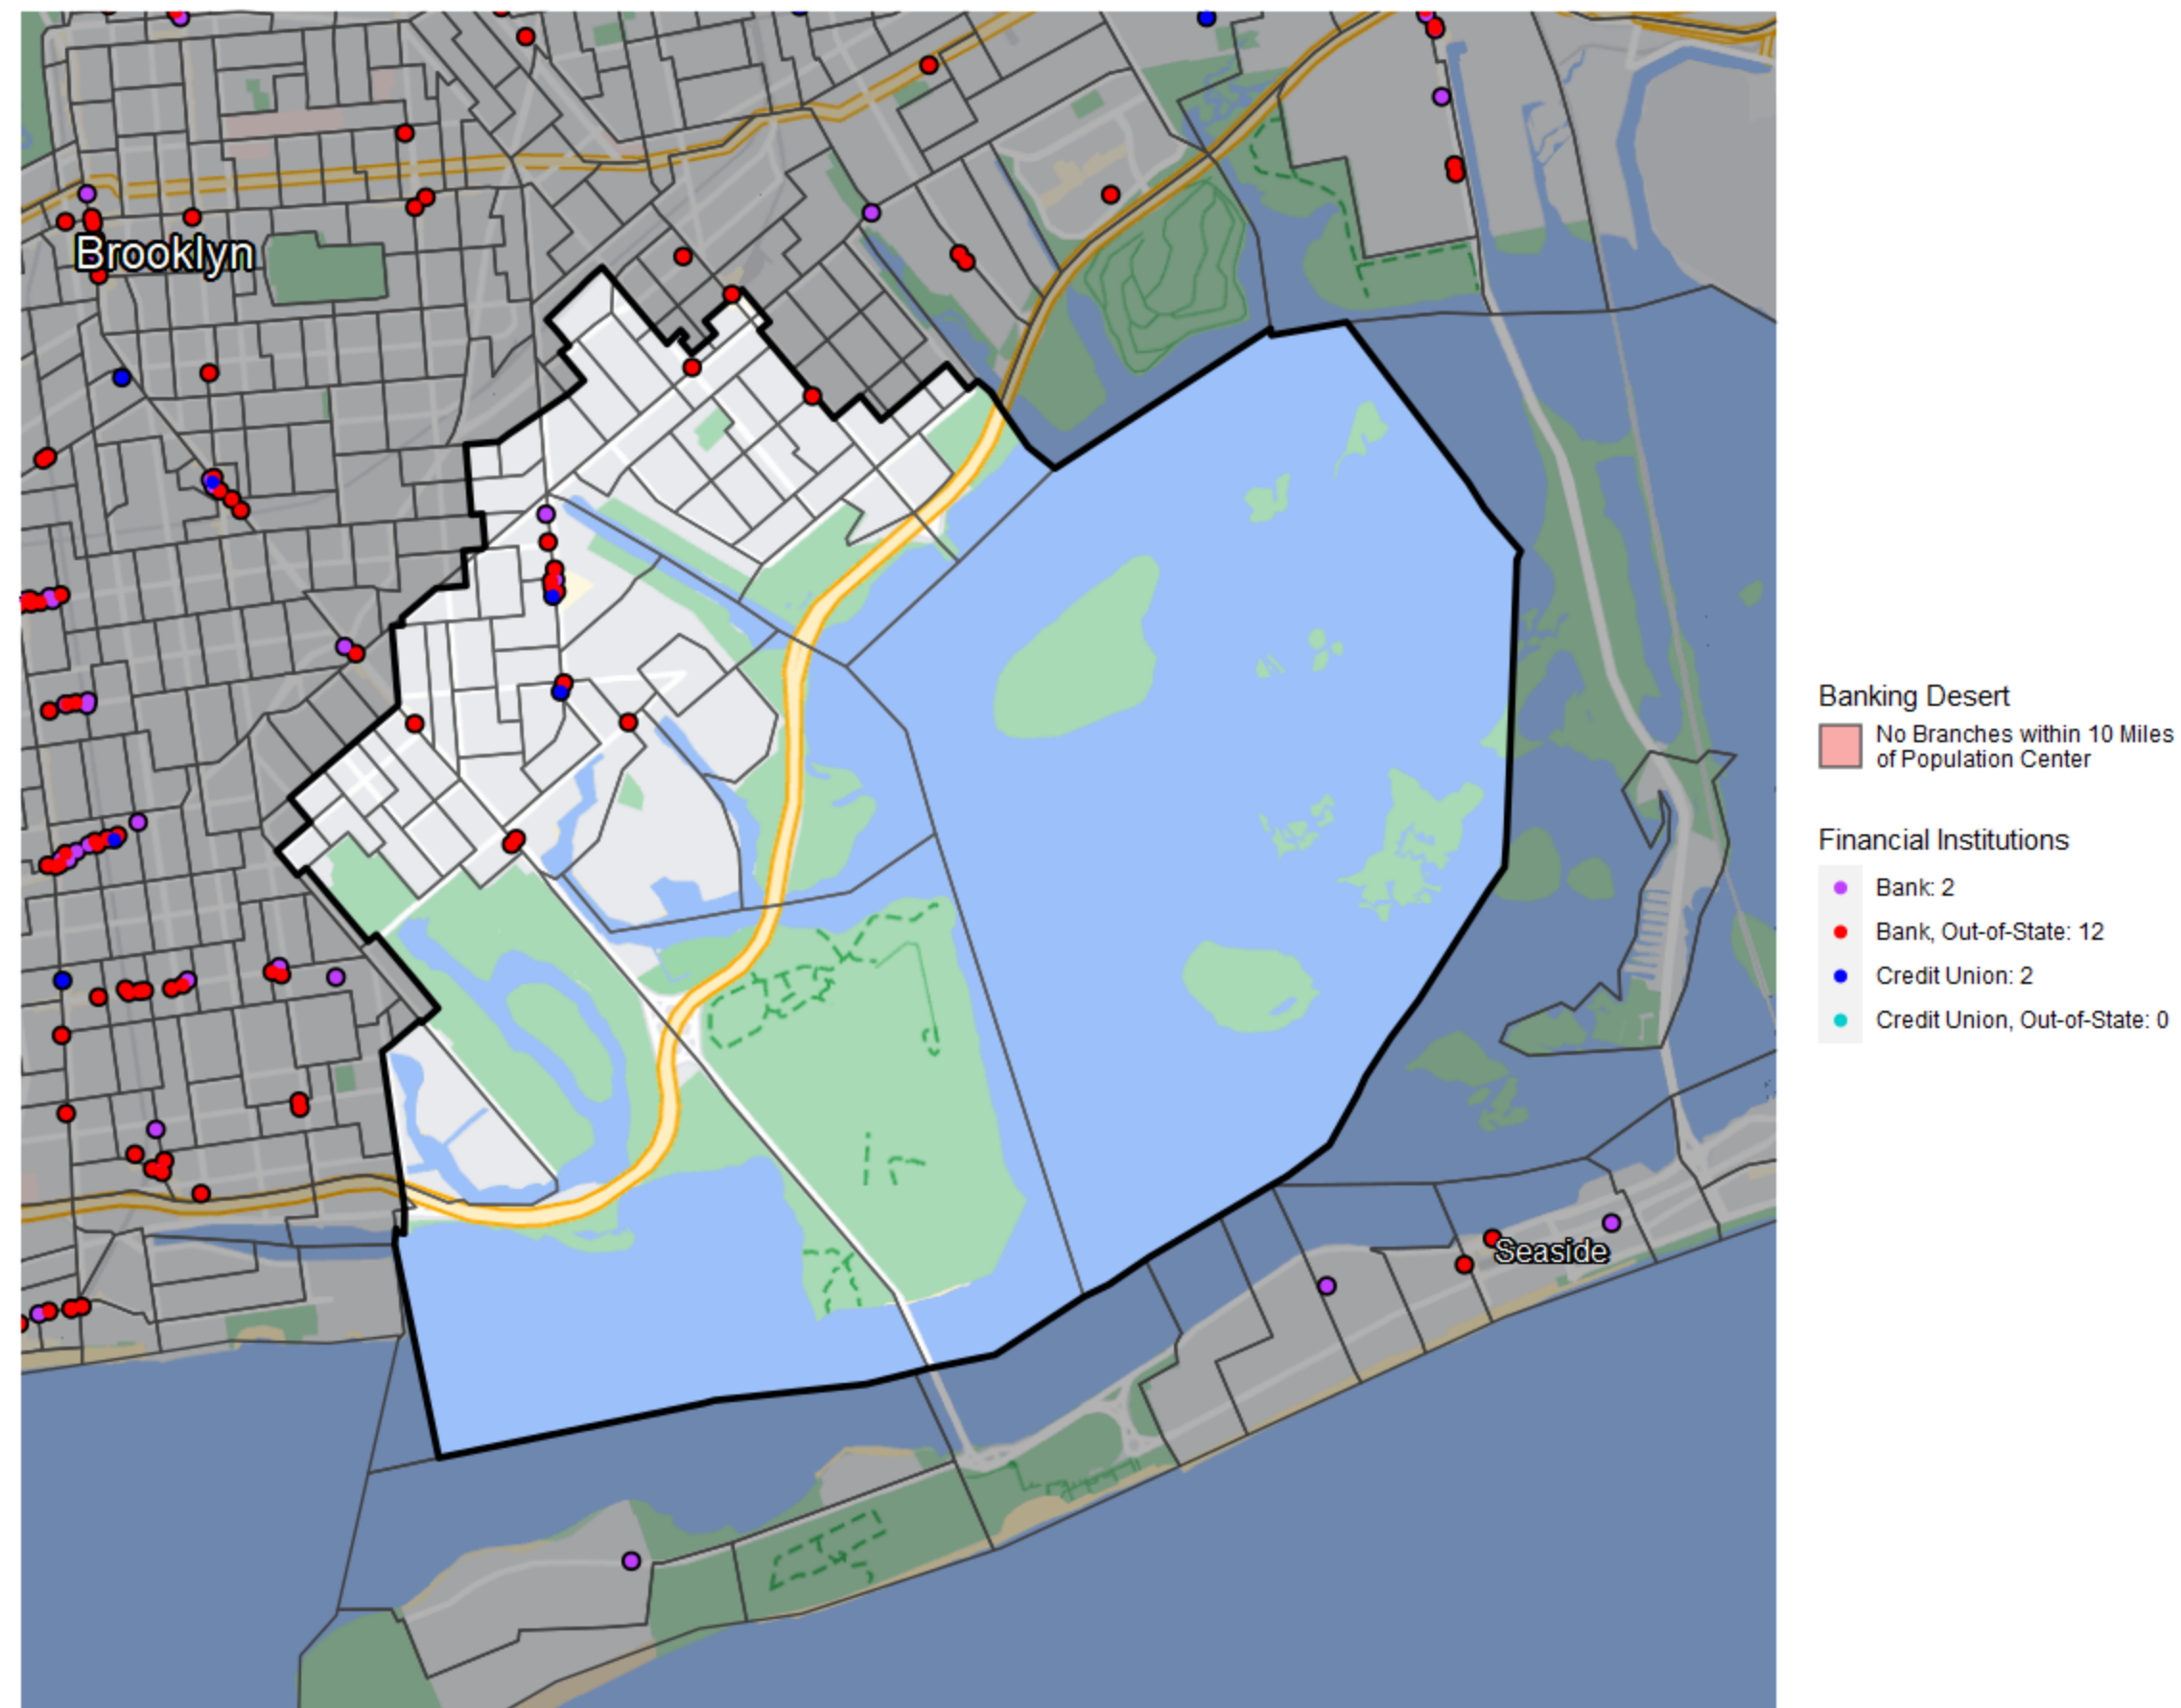 Brooklyn
Seaside
Banking Desert
No Branches within 10 Miles
of Population Center
Financial Institutions
Bank: 2
Bank, Out-of-State: 12
Credit Union: 2
Credit Union, Out-of-State: 0